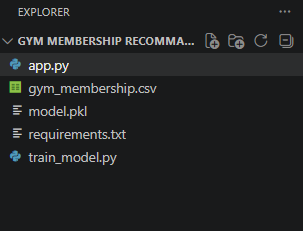 EXPLORER
GYM MEMBERSHIP RECOMMA...
app.py
gym_membership.csv
model.pkl
requirements.txt
train_model.py